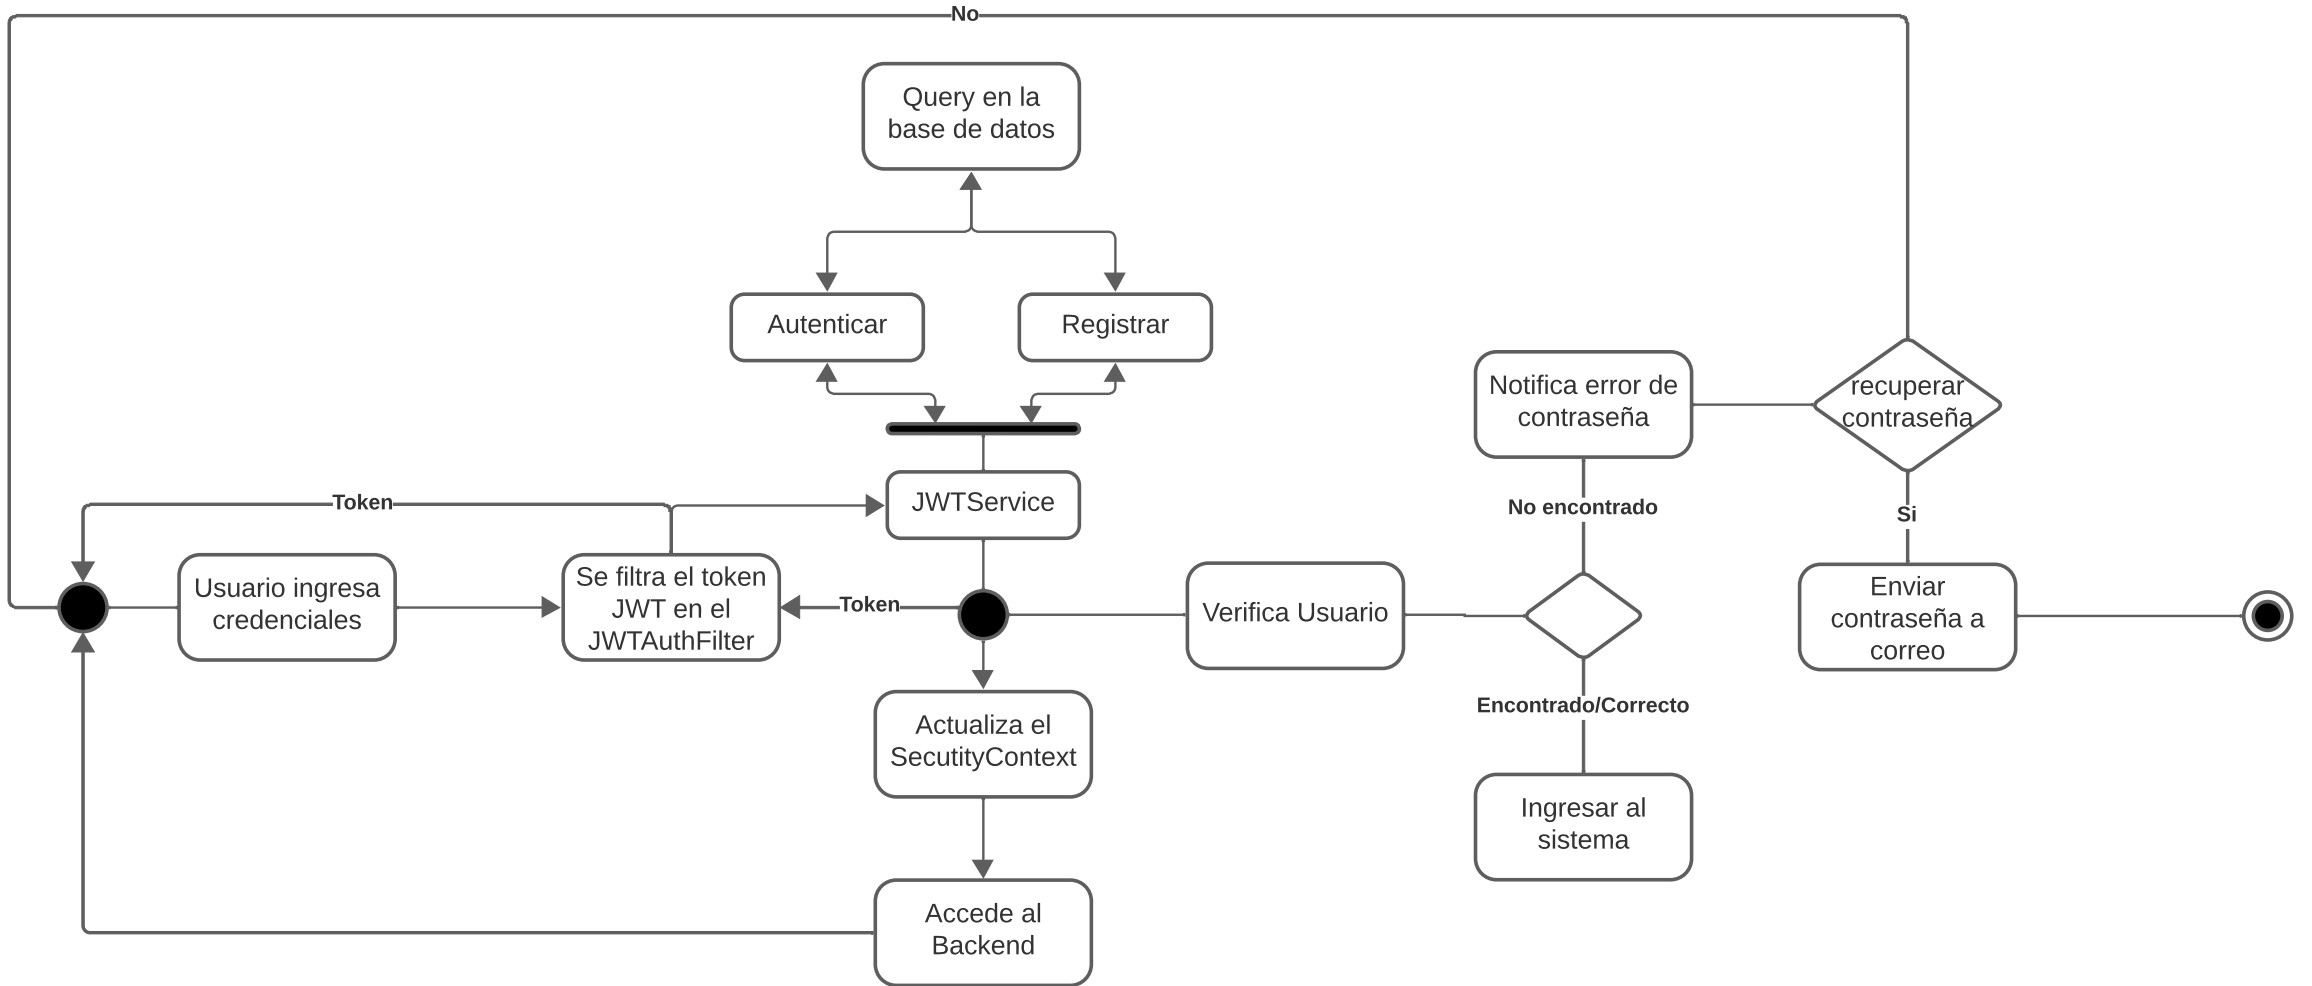 No
Query en la
base de datos
Autenticar
Registrar
Notifica error de
contraseña
recuperar
contraseña
JWTService
Token
No encontrado
Si
Usuario ingresa
credenciales
Se filtra el token
JWT en el
JWTAuthFilter
Token
Verifica Usuario
Enviar
contraseña a
correo
Actualiza el
SecutityContext
Encontrado/Correcto
Ingresar al
sistema
Accede al
Backend